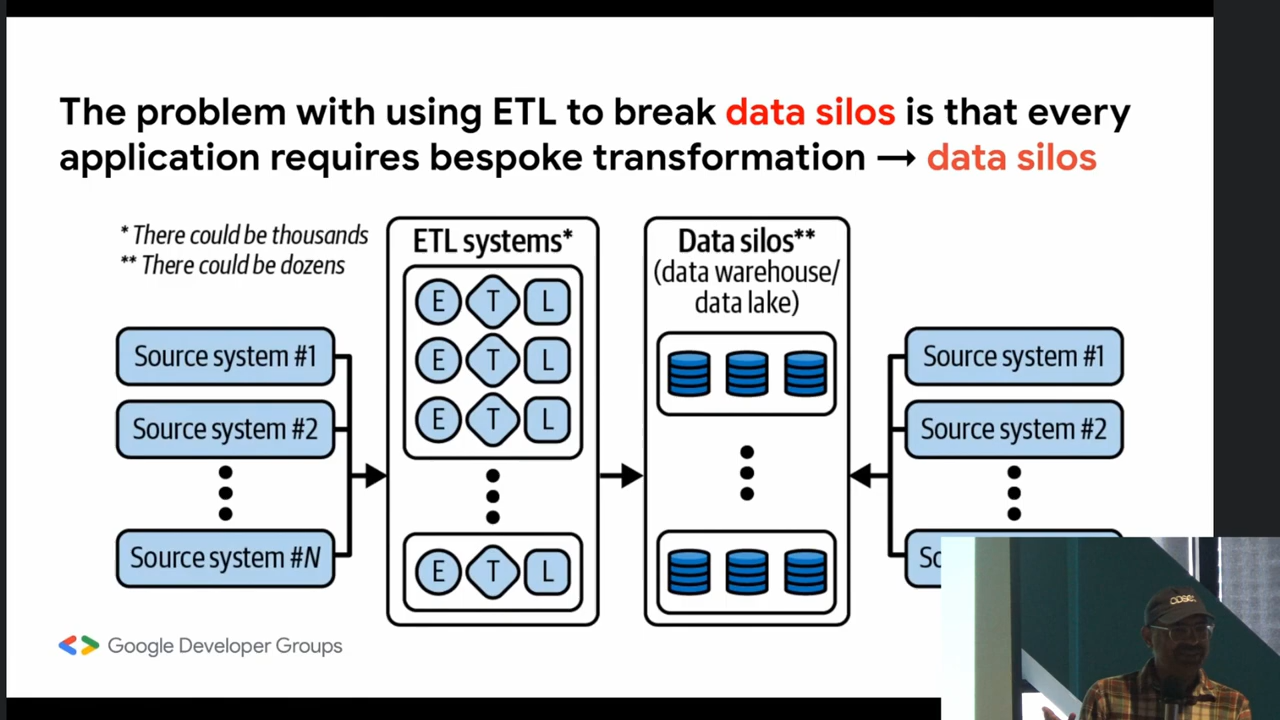 The problem with using ETL to break data silos is that every
application requires bespoke transformation → data silos
* There could be thousands
** There could be dozens
Source system #1
Source system #2
Source system #N
ETL systems*
E T L
E T L
E T L
E T L
Data silos**
(data warehouse/
data lake)
Source system #1
Source system #2
So
Google Developer Groups